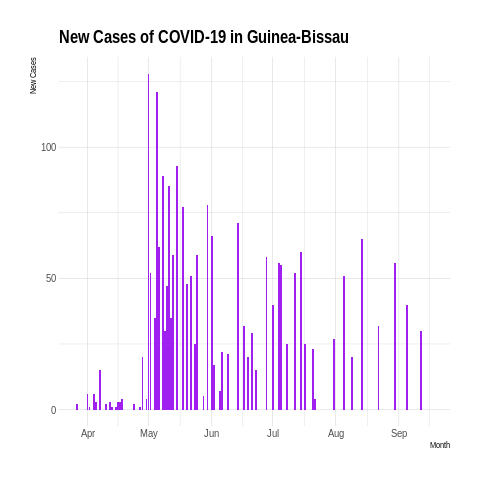 New Cases of COVID-19 in Guinea-Bissau
New Cases
100
50
0
Apr May Jun Jul Aug Sep
Month